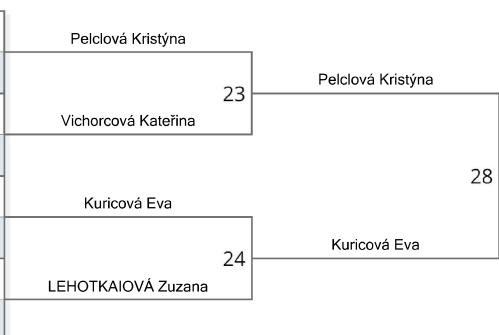 Pelclová Kristýna
23
Pelclová Kristýna
Vichorcová Kateřina
28
Kuricová Eva
24
Kuricová Eva
LEHOTKAIOVÁ Zuzana